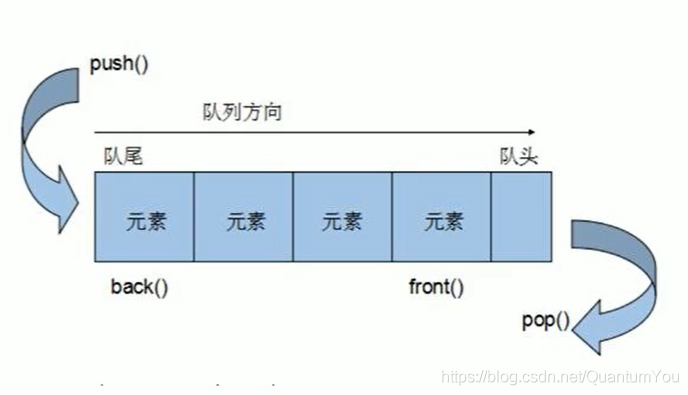 push()
队列方向
队尾 队头
元素 元素 元素 元素
back() front()
pop()
https://blog.csdn.net/QuantumYou